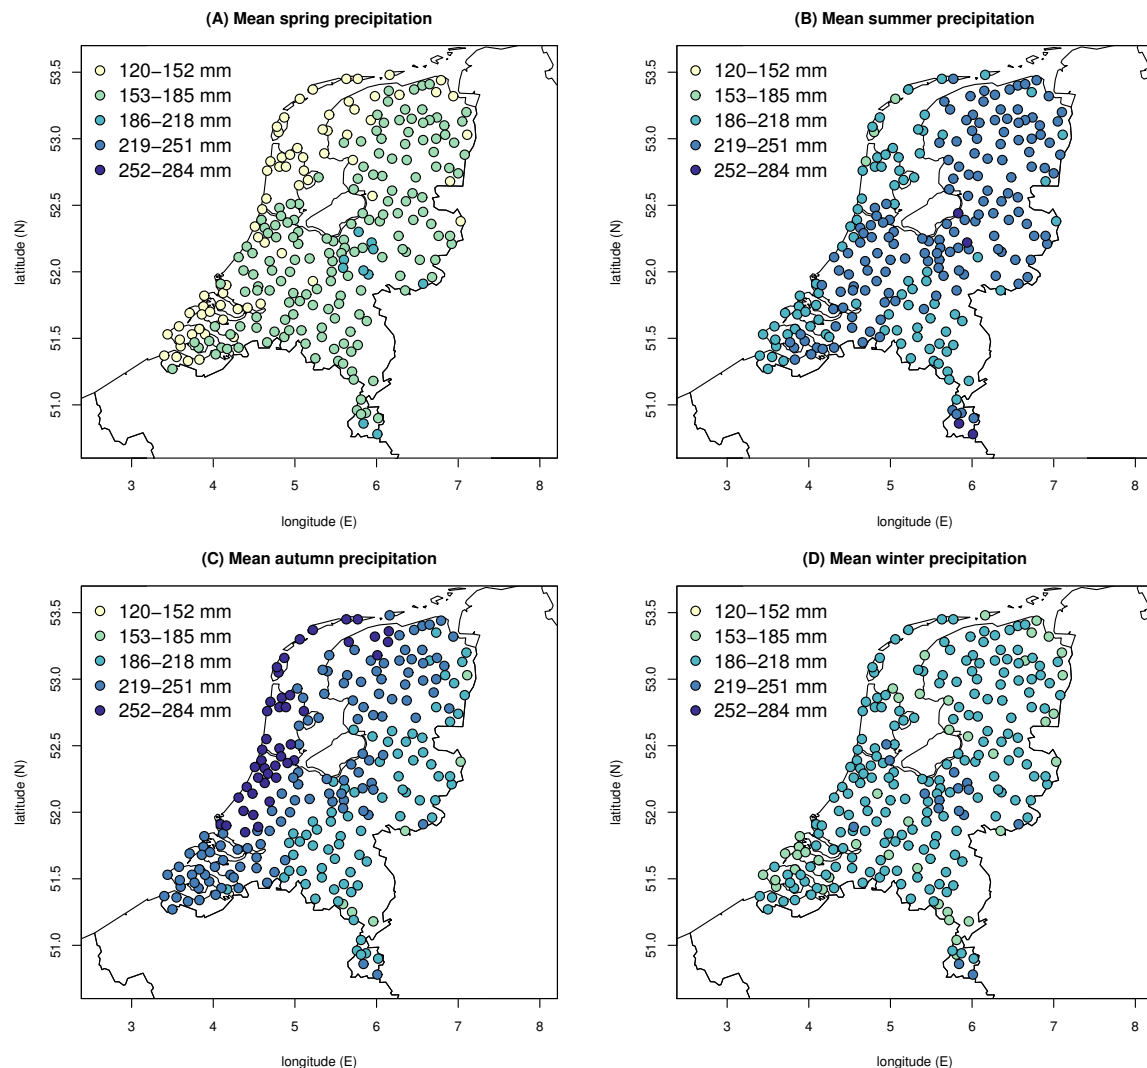 (A) Mean spring precipitation
120−152 mm
153−185 mm
186−218 mm
219−251 mm
252−284 mm
latitude (N)
53.5
53.0
52.5
52.0
51.5
51.0
3 4 5 6 7 8
longitude (E)
(B) Mean summer precipitation
120−152 mm
153−185 mm
186−218 mm
219−251 mm
252−284 mm
latitude (N)
53.5
53.0
52.5
52.0
51.5
51.0
3 4 5 6 7 8
longitude (E)
(C) Mean autumn precipitation
120−152 mm
153−185 mm
186−218 mm
219−251 mm
252−284 mm
latitude (N)
53.5
53.0
52.5
52.0
51.5
51.0
3 4 5 6 7 8
longitude (E)
(D) Mean winter precipitation
120−152 mm
153−185 mm
186−218 mm
219−251 mm
252−284 mm
latitude (N)
53.5
53.0
52.5
52.0
51.5
51.0
3 4 5 6 7 8
longitude (E)